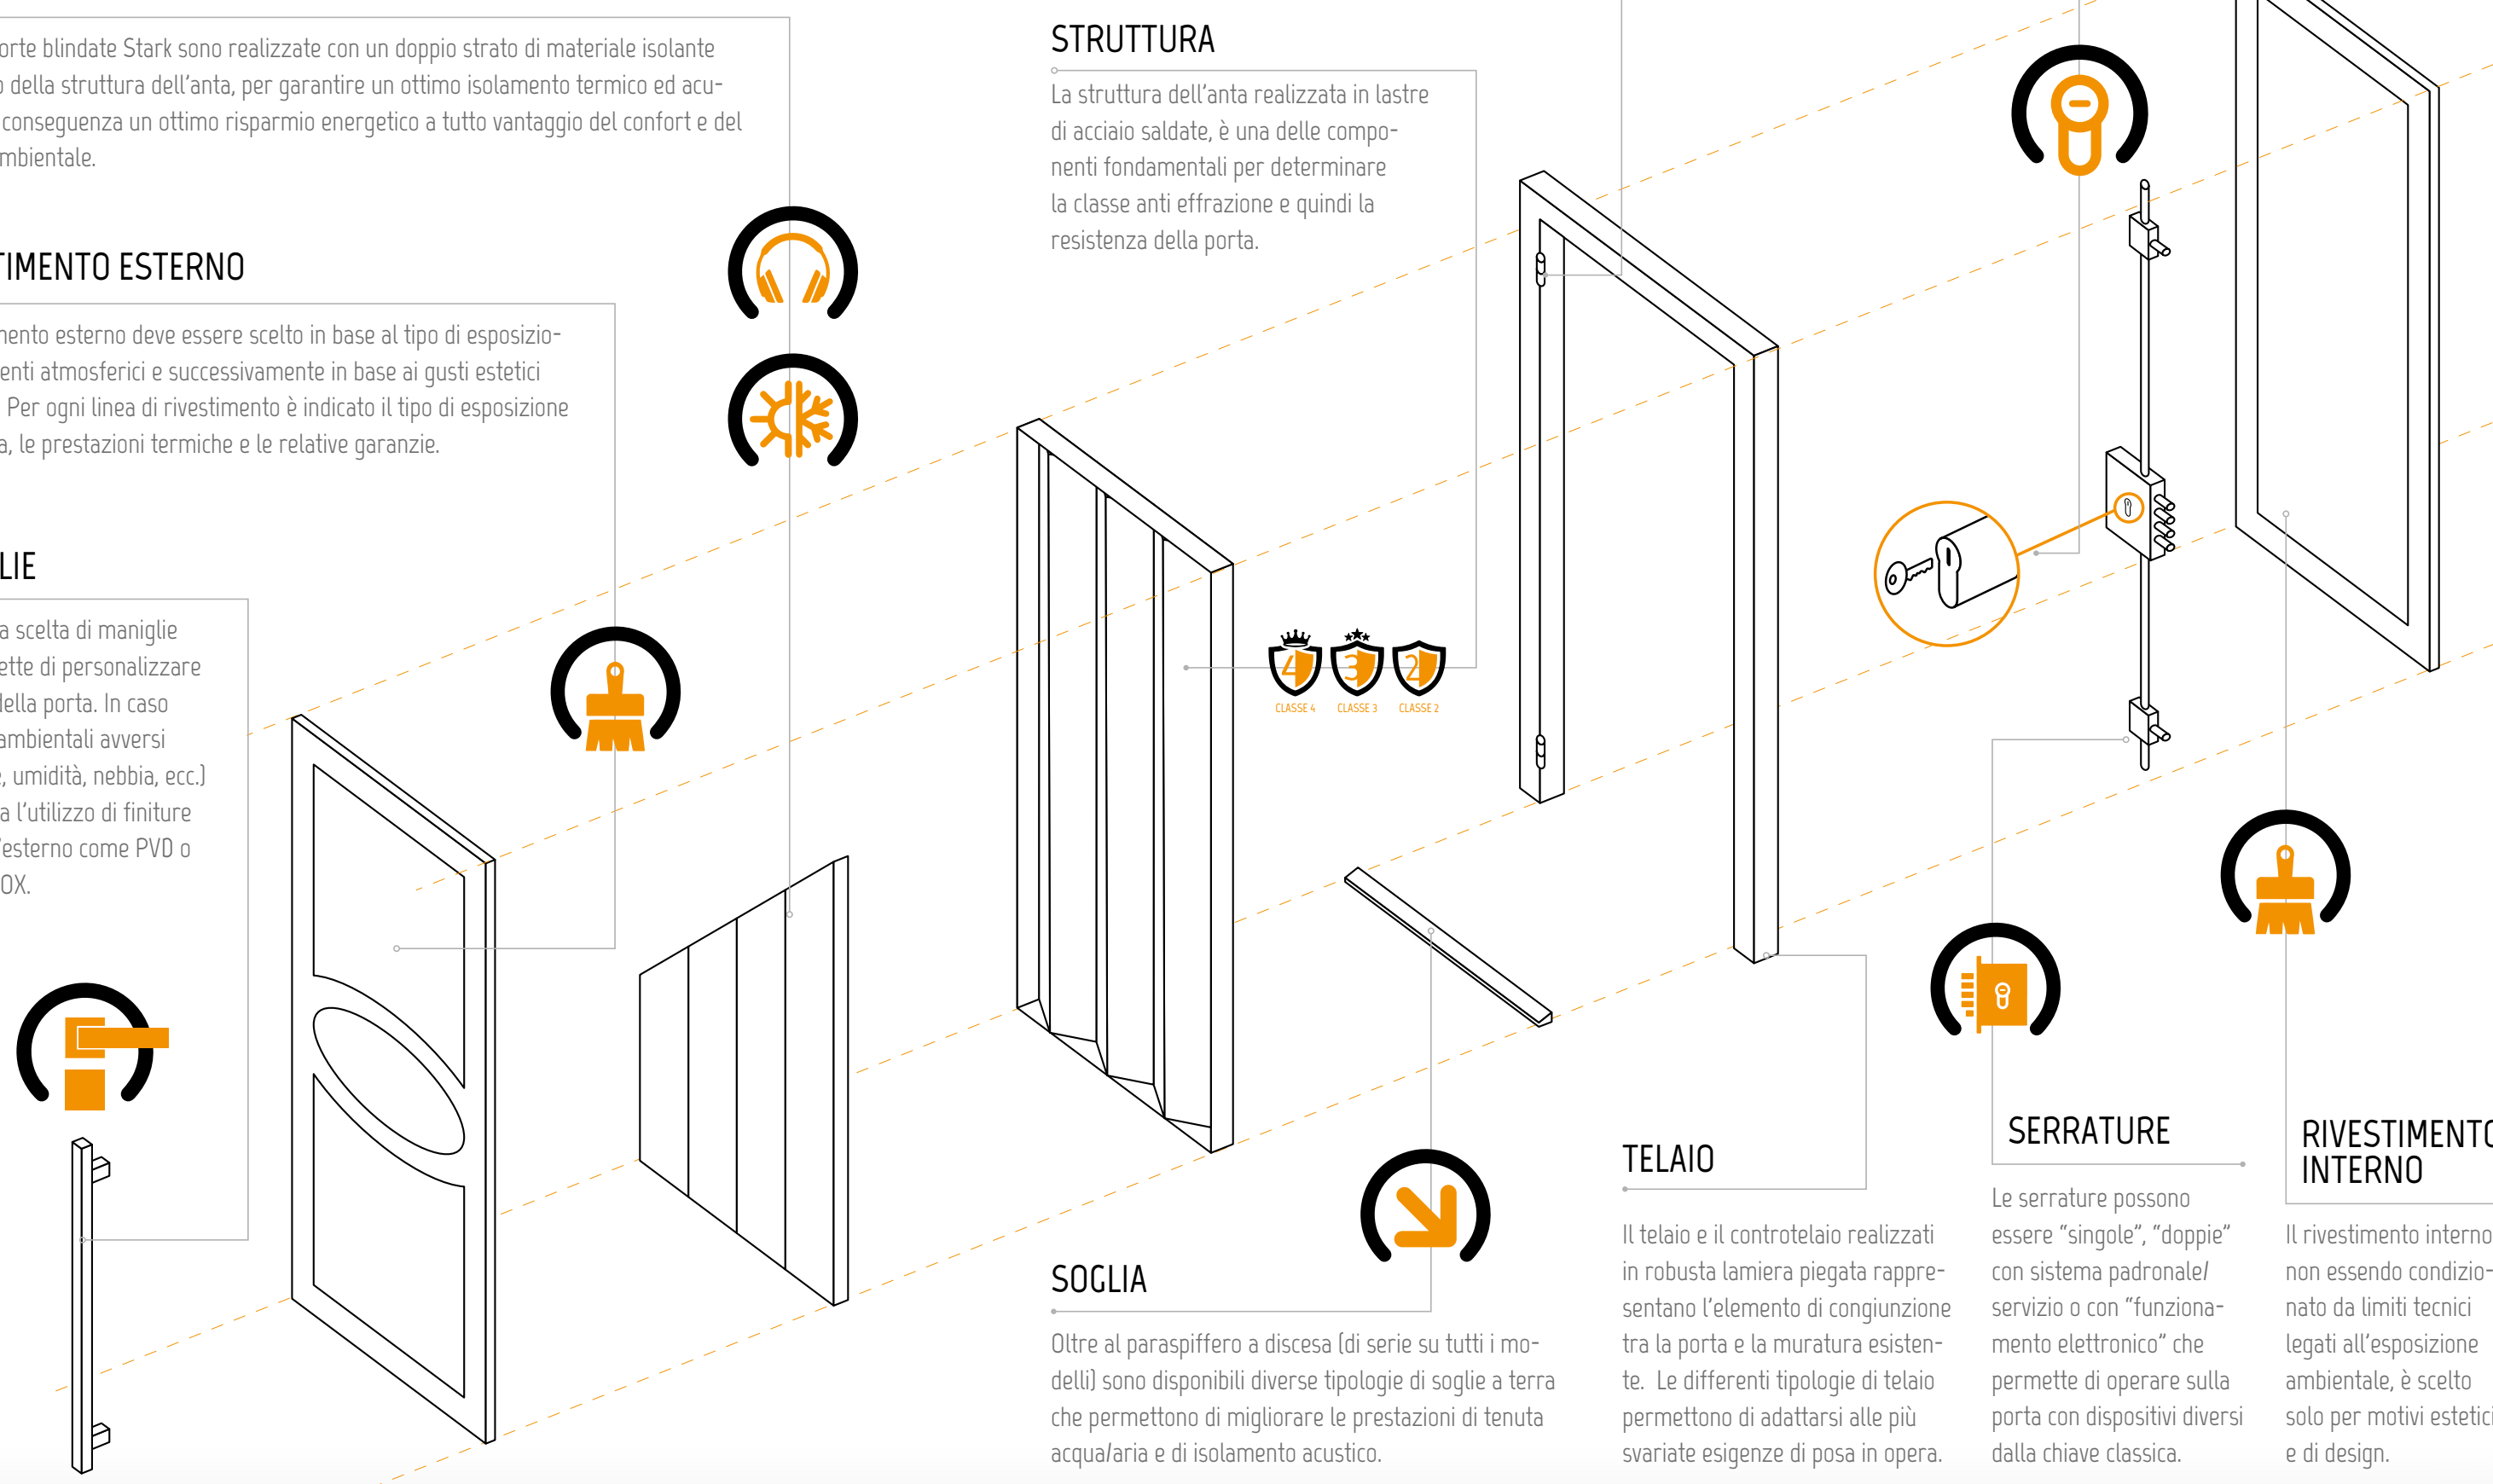 orte blindate Stark sono realizzate con un doppio strato di materiale isolante
o della struttura dell'anta, per garantire un ottimo isolamento termico ed acu-
conseguenza un ottimo risparmio energetico a tutto vantaggio del confort e del
mbientale.
TIMENTO ESTERNO
mento esterno deve essere scelto in base al tipo di esposizio-
enti atmosferici e successivamente in base ai gusti estetici
Per ogni linea di rivestimento è indicato il tipo di esposizione
a, le prestazioni termiche e le relative garanzie.
LIE
a scelta di maniglie
ette di personalizzare
della porta. In caso
ambientali avversi
e, umidità, nebbia, ecc.)
a l'utilizzo di finiture
l'esterno come PVD o
OX.
STRUTTURA
La struttura dell'anta realizzata in lastre
di acciaio saldate, è una delle compo-
nenti fondamentali per determinare
la classe anti effrazione e quindi la
resistenza della porta.
4 3 2
CLASSE 4 CLASSE 3 CLASSE 2
SOGLIA
Oltre al paraspiffero a discesa (di serie su tutti i mo-
delli) sono disponibili diverse tipologie di soglie a terra
che permettono di migliorare le prestazioni di tenuta
acqua/aria e di isolamento acustico.
TELAIO
Il telaio e il controtelaio realizzati
in robusta lamiera piegata rappre-
sentano l'elemento di congiunzione
tra la porta e la muratura esisten-
te. Le differenti tipologie di telaio
permettono di adattarsi alle più
svariate esigenze di posa in opera.
SERRATURE
Le serrature possono
essere "singole", "doppie"
con sistema padronale/
servizio o con "funziona-
mento elettronico" che
permette di operare sulla
porta con dispositivi diversi
dalla chiave classica.
RIVESTIMENTO
INTERNO
Il rivestimento interno
non essendo condizio-
nato da limiti tecnici
legati all'esposizione
ambientale, è scelto
solo per motivi estetici
e di design.